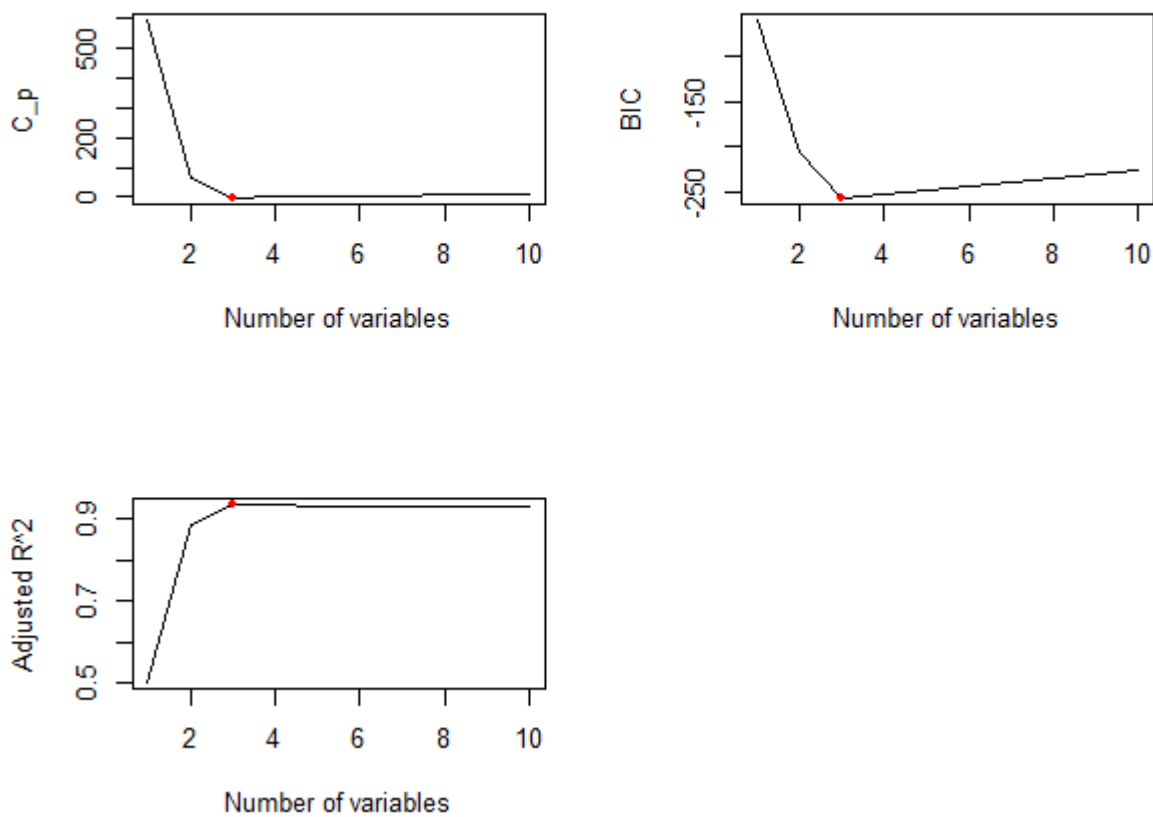 C_p
500
200
0
2 4 6 8 10
Number of variables
BIC
-150
-250
2 4 6 8 10
Number of variables
Adjusted R^2
0.9
0.7
0.5
2 4 6 8 10
Number of variables